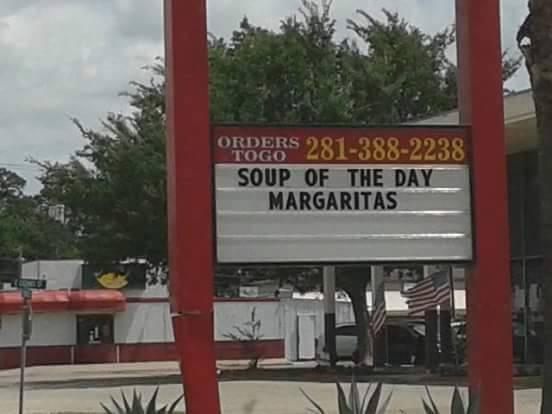 ORDERS
TOGO 281-388-2238
SOUP OF THE DAY
MARGARITAS